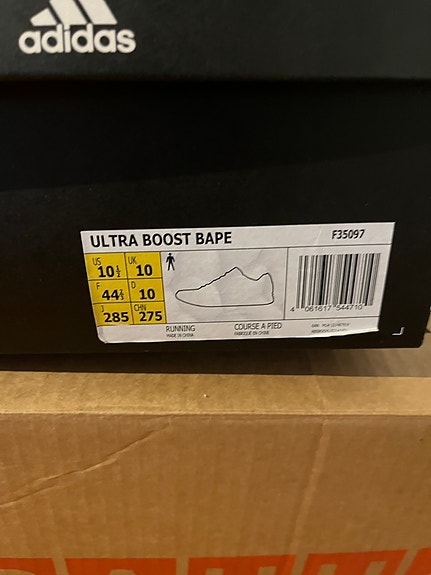 adidas
ULTRA BOOST BAPE F35097
US 10½ UK 10
F 44⅔ D 10
J 285 CHN 275
4 061617 544710
RUNNING COURSE A PIED
MADE IN CHINA FABRIQUE EN CHINE